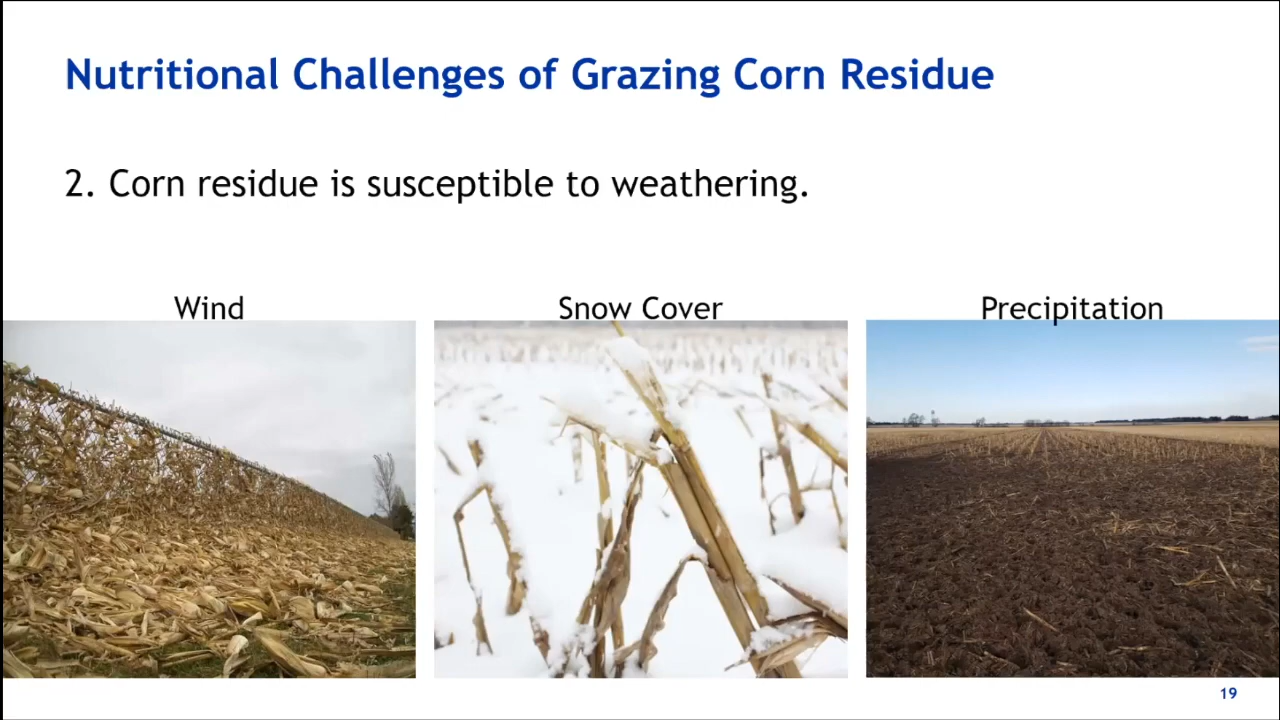 Nutritional Challenges of Grazing Corn Residue
2. Corn residue is susceptible to weathering.
Wind
Snow Cover
Precipitation
19